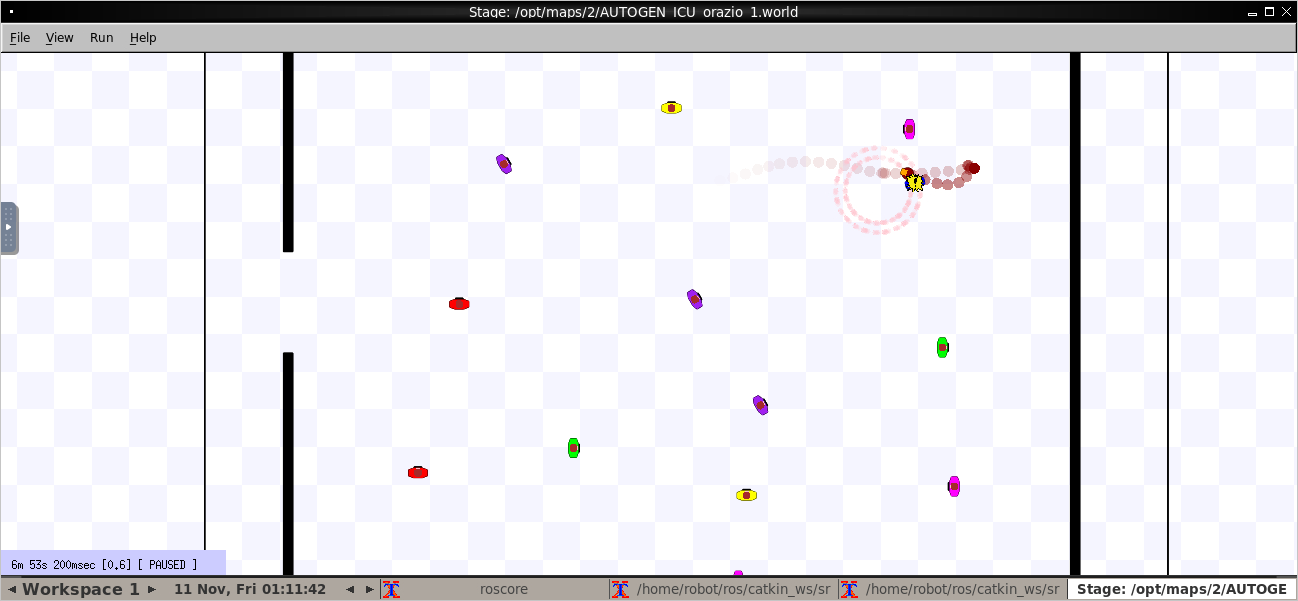 Stage: /opt/maps/2/AUTOGEN_ICU_orazio_1.world
File View Run Help
6m 53s 200msec [0.6] [ PAUSED ]
Workspace 1 11 Nov, Fri 01:11:42 roscore /home/robot/ros/catkin_ws/sr /home/robot/ros/catkin_ws/sr Stage: /opt/maps/2/AUTOGE